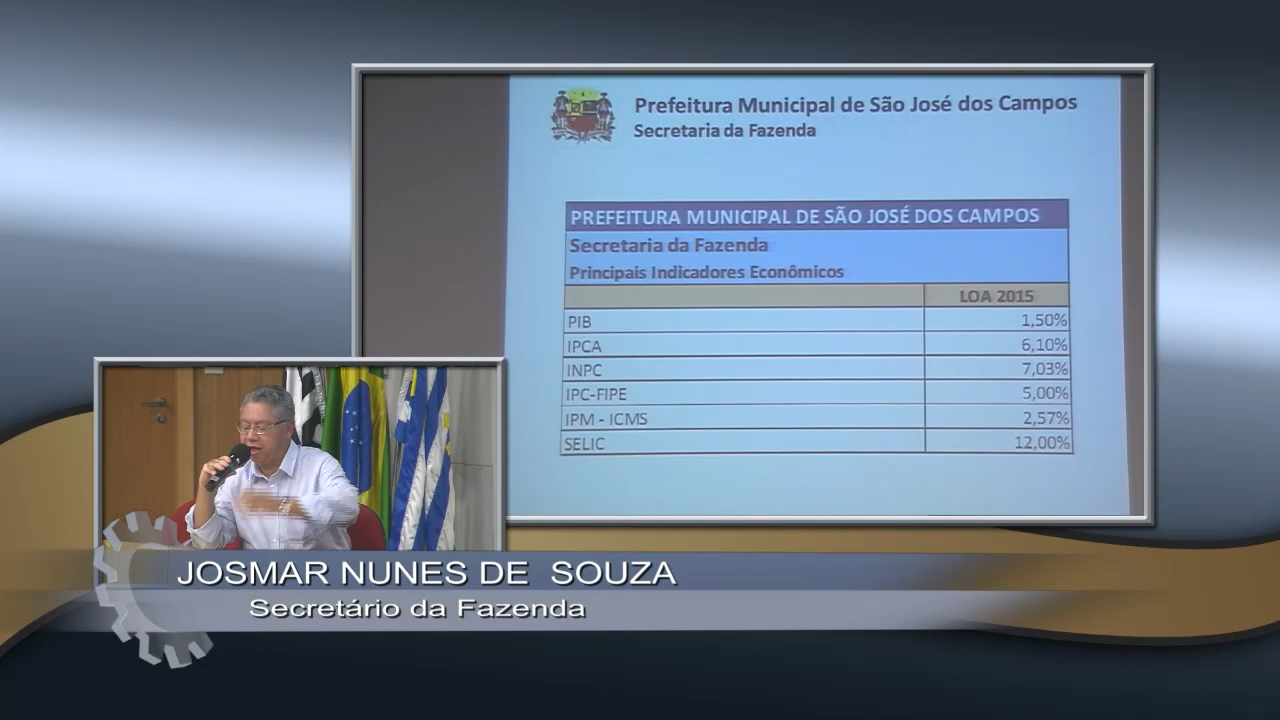 Prefeitura Municipal de São José dos Campos
Secretaria da Fazenda
PREFEITURA MUNICIPAL DE SÃO JOSÉ DOS CAMPOS
Secretaria da Fazenda
Principais Indicadores Econômicos
LOA 2015
PIB 1,50%
IPCA 6,10%
INPC 7,03%
IPC-FIPE 5,00%
IPM - ICMS 2,57%
SELIC 12,00%
JOSMAR NUNES DE SOUZA
Secretário da Fazenda